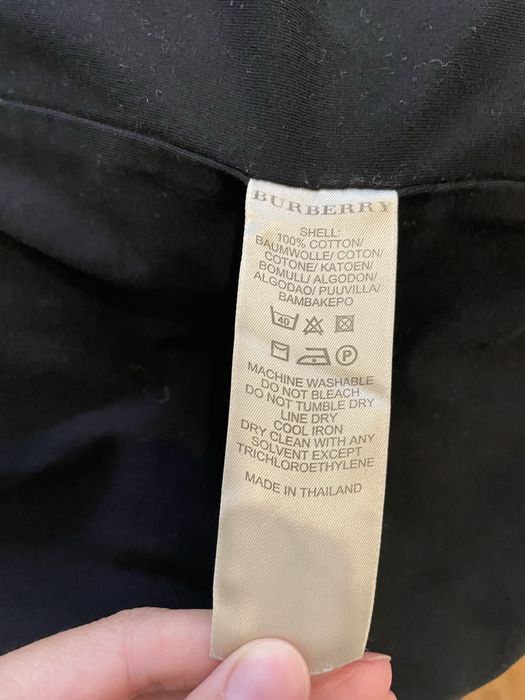 BURBERRY
SHELL:
100% COTTON/
BAUMWOLLE/ COTON/
COTONE/ KATOEN/
BOMULL/ ALGODON/
ALGODAO/ PUUVILLA/
BAMBAKEPO
40
P
MACHINE WASHABLE
DO NOT BLEACH
DO NOT TUMBLE DRY
LINE DRY
COOL IRON
DRY CLEAN WITH ANY
SOLVENT EXCEPT
TRICHLOROETHYLENE
MADE IN THAILAND